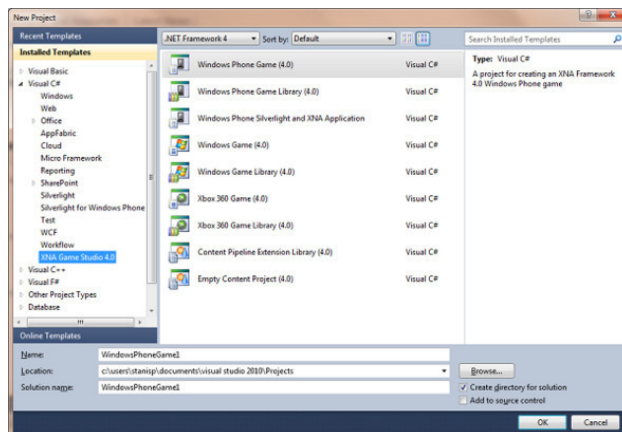 New Project
Recent Templates
Installed Templates
Visual Basic
Visual C#
Windows
Web
Office
AppFabric
Cloud
Micro Framework
Reporting
SharePoint
Silverlight
Silverlight for Windows Phone
Test
WCF
Workflow
XNA Game Studio 4.0
Visual C++
Visual F#
Other Project Types
Database
Online Templates
.NET Framework 4 Sort by: Default
Windows Phone Game (4.0) Visual C#
Windows Phone Game Library (4.0) Visual C#
Windows Phone Silverlight and XNA Application Visual C#
Windows Game (4.0) Visual C#
Windows Game Library (4.0) Visual C#
Xbox 360 Game (4.0) Visual C#
Xbox 360 Game Library (4.0) Visual C#
Content Pipeline Extension Library (4.0) Visual C#
Empty Content Project (4.0) Visual C#
Search Installed Templates
Type: Visual C#
A project for creating an XNA Framework
4.0 Windows Phone game
Name: WindowsPhoneGame1
Location: c:\users\stanisp\documents\visual studio 2010\Projects Browse...
Solution name: WindowsPhoneGame1
Create directory for solution
Add to source control
OK Cancel